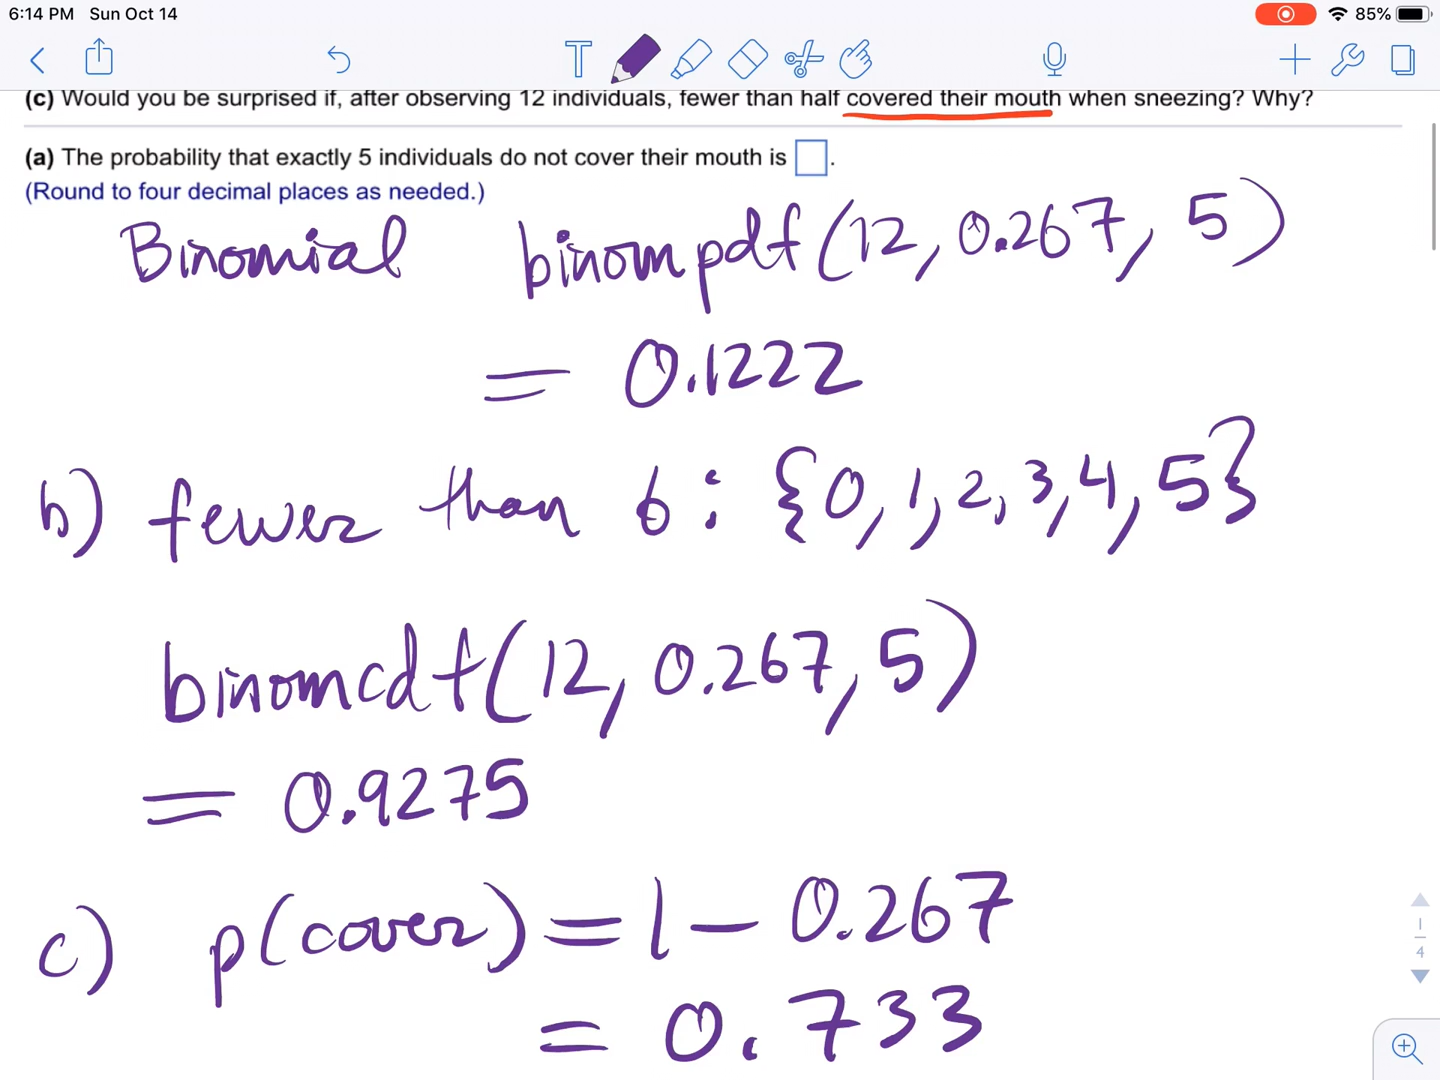 6:14 PM Sun Oct 14 85%
T
(c) Would you be surprised if, after observing 12 individuals, fewer than half covered their mouth when sneezing? Why?
(a) The probability that exactly 5 individuals do not cover their mouth is .
(Round to four decimal places as needed.)
Binomial binompdf(12, 0.267, 5)
= 0.1222
b) fewer than 6 : {0, 1, 2, 3, 4, 5}
binomcdf(12, 0.267, 5)
= 0.9275
c) p(cover) = 1 - 0.267
= 0.733
1
4